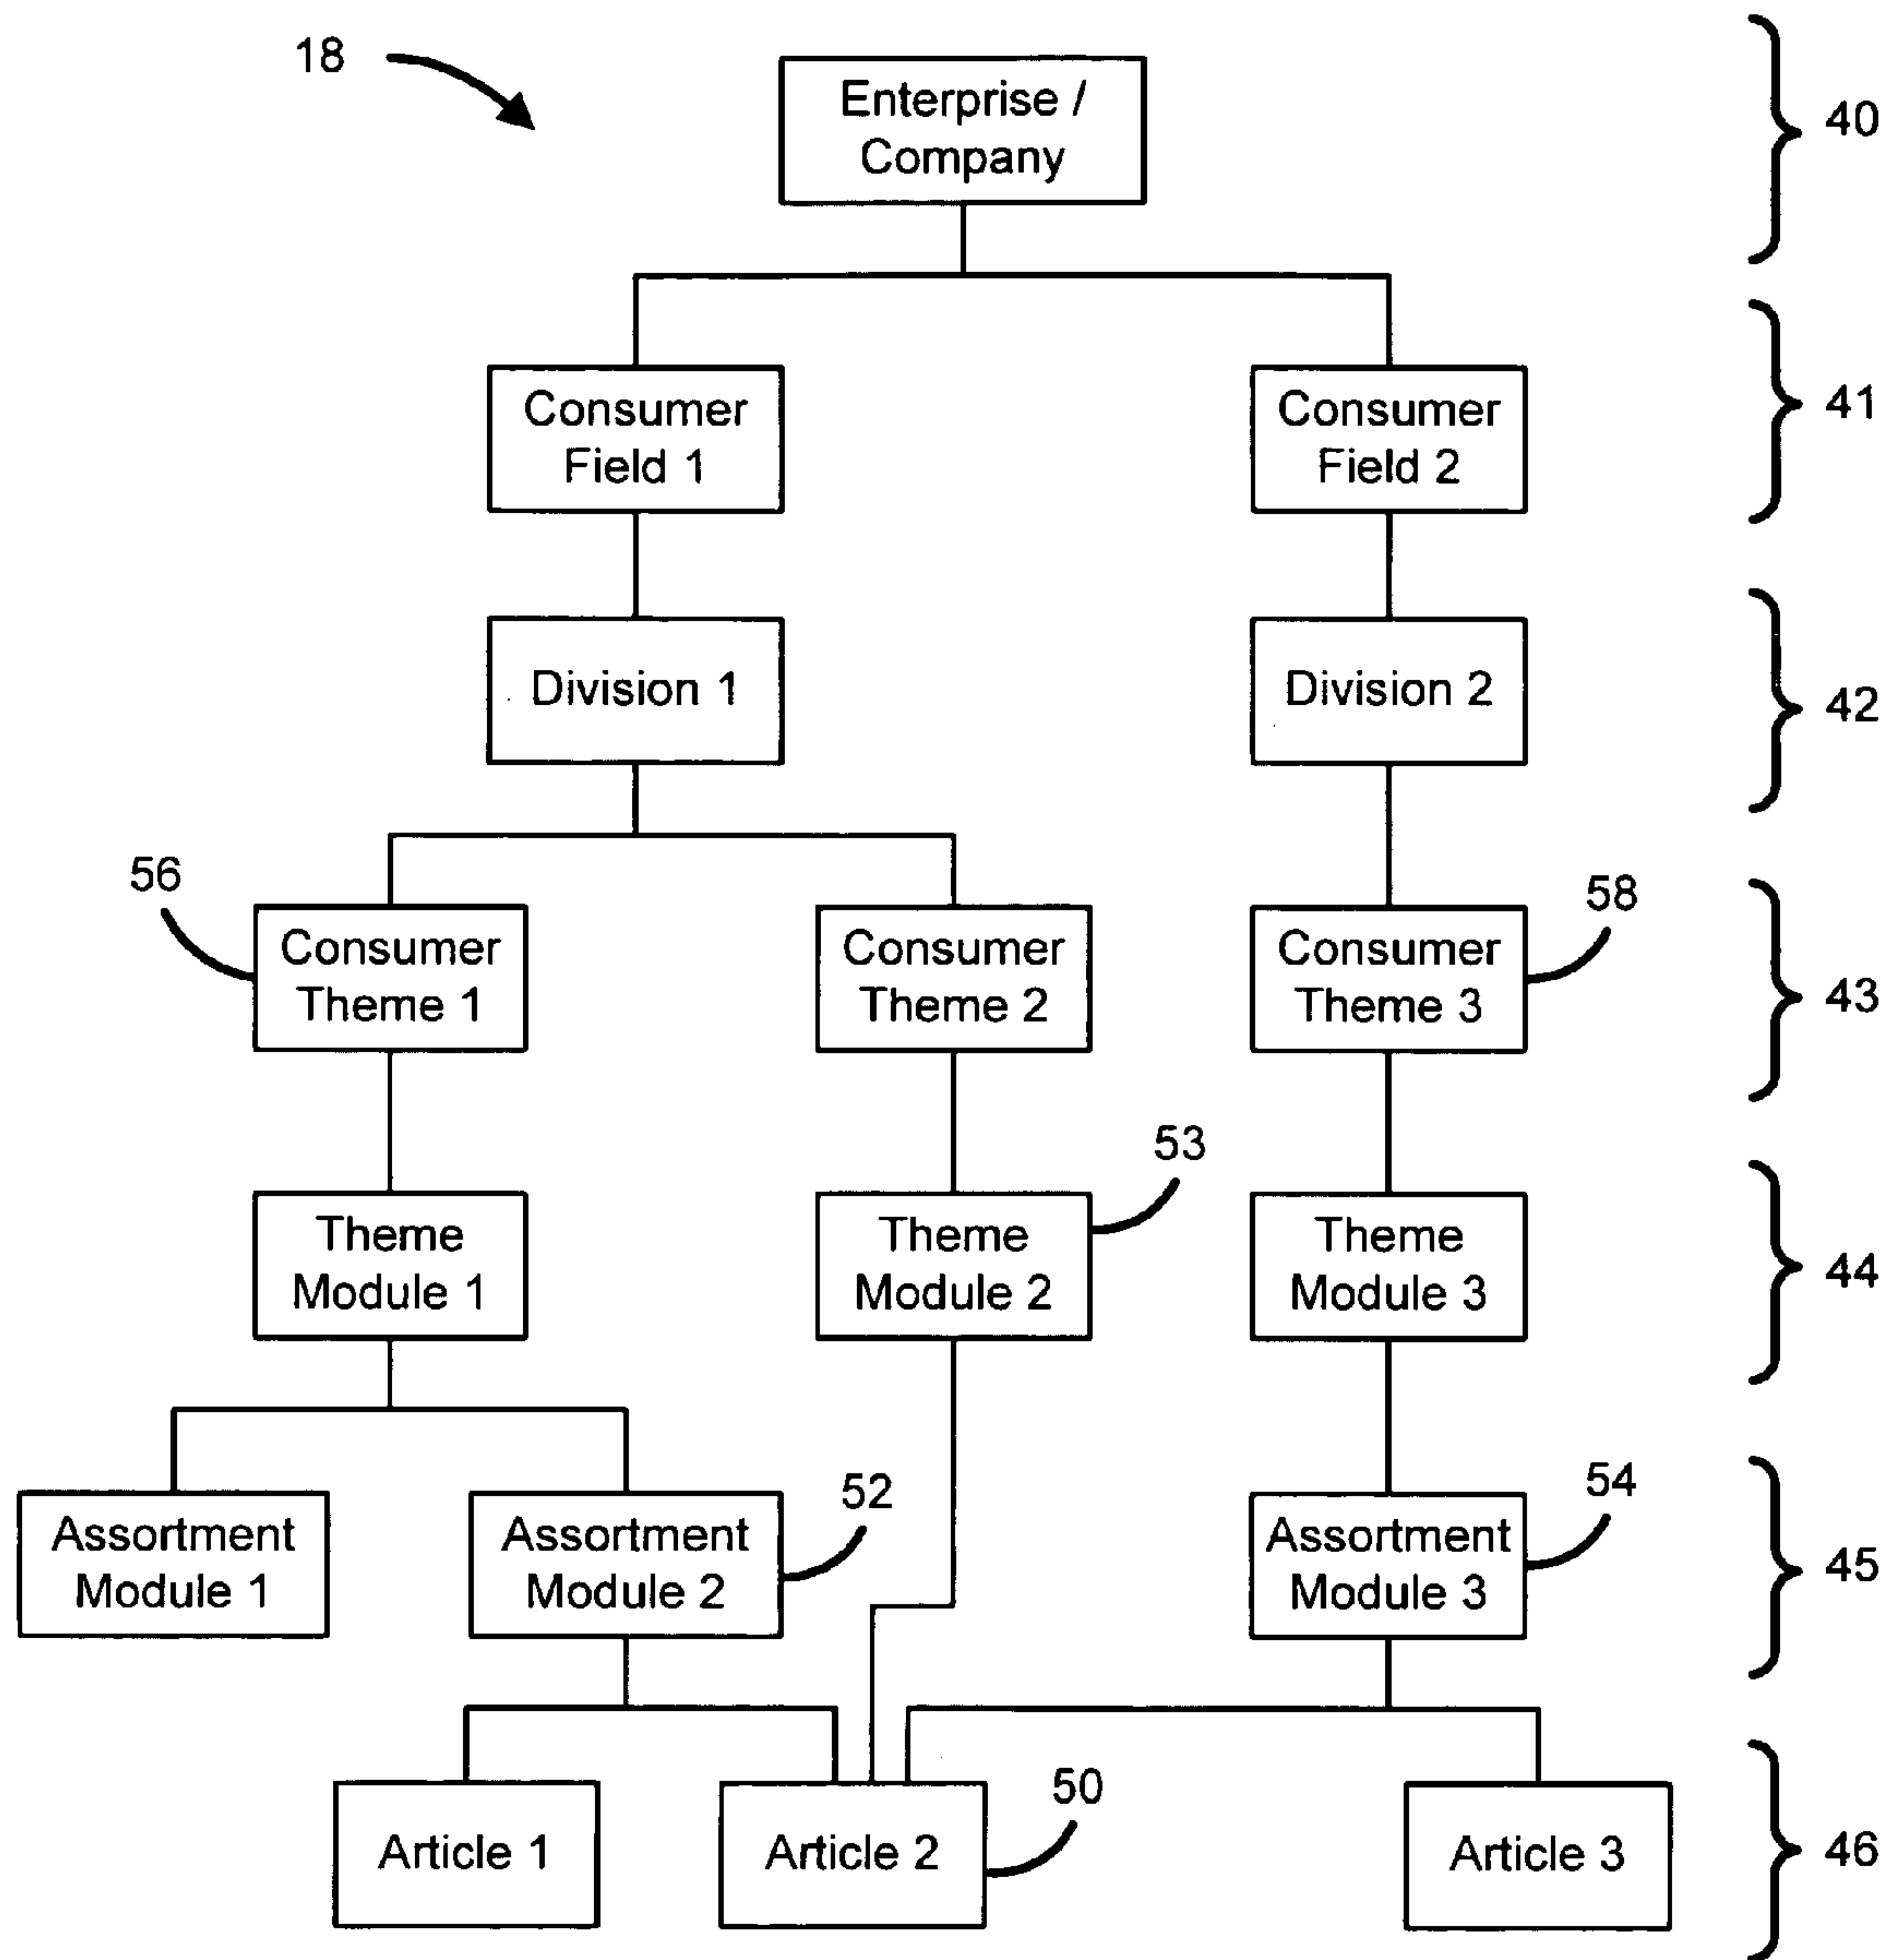 18
Enterprise /
Company
40
Consumer
Field 1
Consumer
Field 2
41
Division 1
Division 2
42
56
58
Consumer
Theme 1
Consumer
Theme 2
Consumer
Theme 3
43
53
Theme
Module 1
Theme
Module 2
Theme
Module 3
44
52
54
Assortment
Module 1
Assortment
Module 2
Assortment
Module 3
45
50
Article 1
Article 2
Article 3
46